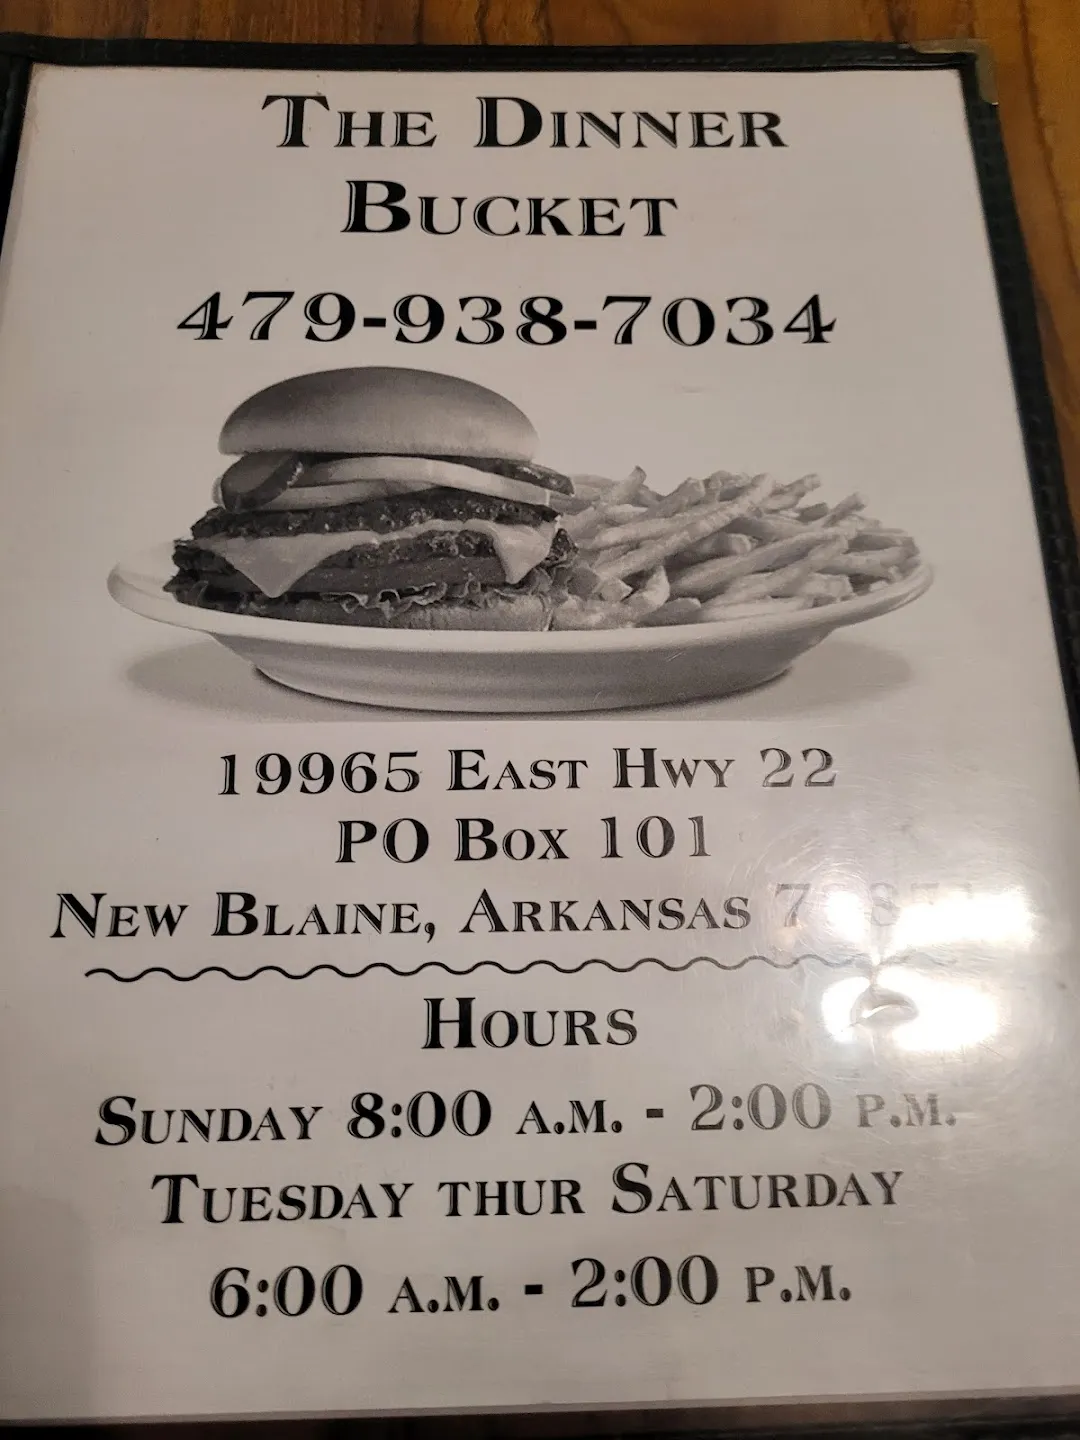 The Dinner
Bucket
479-938-7034
19965 East Hwy 22
PO Box 101
New Blaine, Arkansas
Hours
Sunday 8:00 a.m. - 2:00 p.m.
Tuesday thur Saturday
6:00 a.m. - 2:00 p.m.